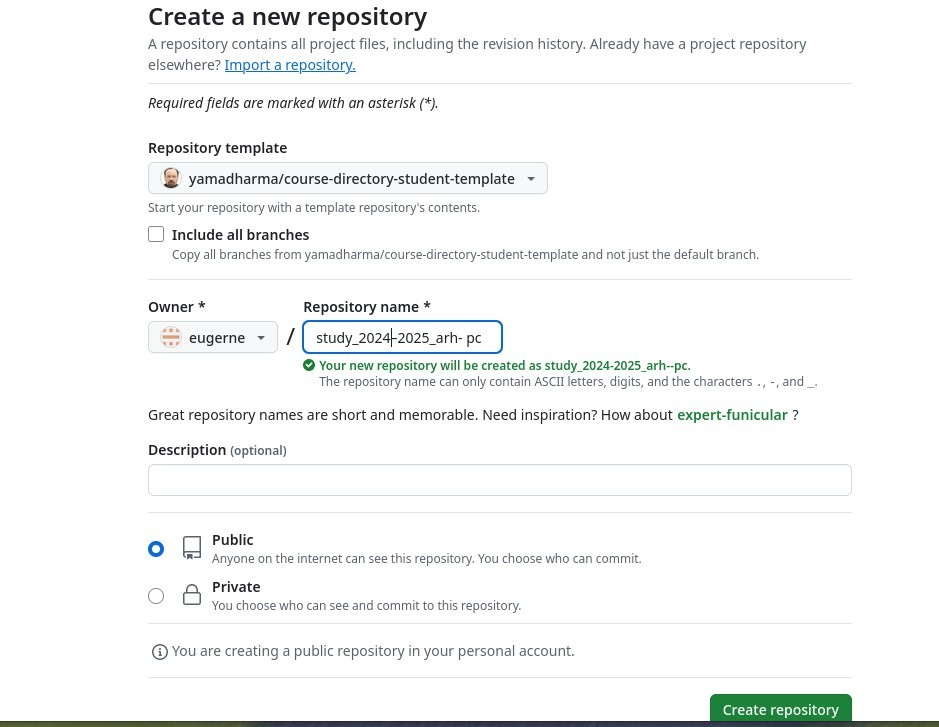 Create a new repository
A repository contains all project files, including the revision history. Already have a project repository
elsewhere? Import a repository.
Required fields are marked with an asterisk (*).
Repository template
yamadharma/course-directory-student-template
Start your repository with a template repository's contents.
Include all branches
Copy all branches from yamadharma/course-directory-student-template and not just the default branch.
Owner * Repository name *
eugerne / study_2024-2025_arh- pc
Your new repository will be created as study_2024-2025_arh--pc.
The repository name can only contain ASCII letters, digits, and the characters ., -, and _.
Great repository names are short and memorable. Need inspiration? How about expert-funicular ?
Description (optional)
Public
Anyone on the internet can see this repository. You choose who can commit.
Private
You choose who can see and commit to this repository.
You are creating a public repository in your personal account.
Create repository